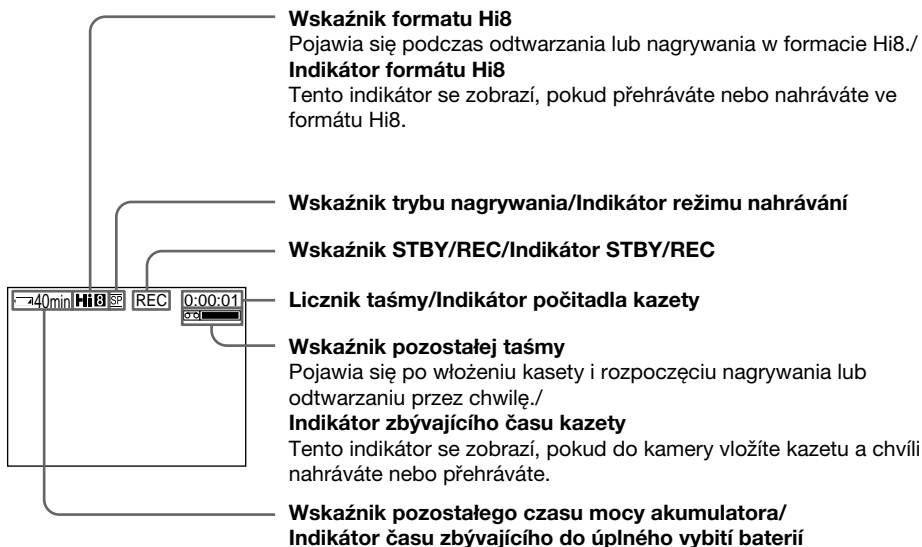 Wskaźnik formatu Hi8
Pojawia się podczas odtwarzania lub nagrywania w formacie Hi8./
Indikátor formátu Hi8
Tento indikátor se zobrazí, pokud přehráváte nebo nahráváte ve
formátu Hi8.
Wskaźnik trybu nagrywania/Indikátor režimu nahrávání
Wskaźnik STBY/REC/Indikátor STBY/REC
40min Hi8 SP REC 0:00:01
Licznik taśmy/Indikátor počitadla kazety
Wskaźnik pozostałej taśmy
Pojawia się po włożeniu kasety i rozpoczęciu nagrywania lub
odtwarzaniu przez chwilę./
Indikátor zbývajícího času kazety
Tento indikátor se zobrazí, pokud do kamery vložíte kazetu a chvíli
nahráváte nebo přehráváte.
Wskaźnik pozostałego czasu mocy akumulatora/
Indikátor času zbývajícího do úplného vybití baterií